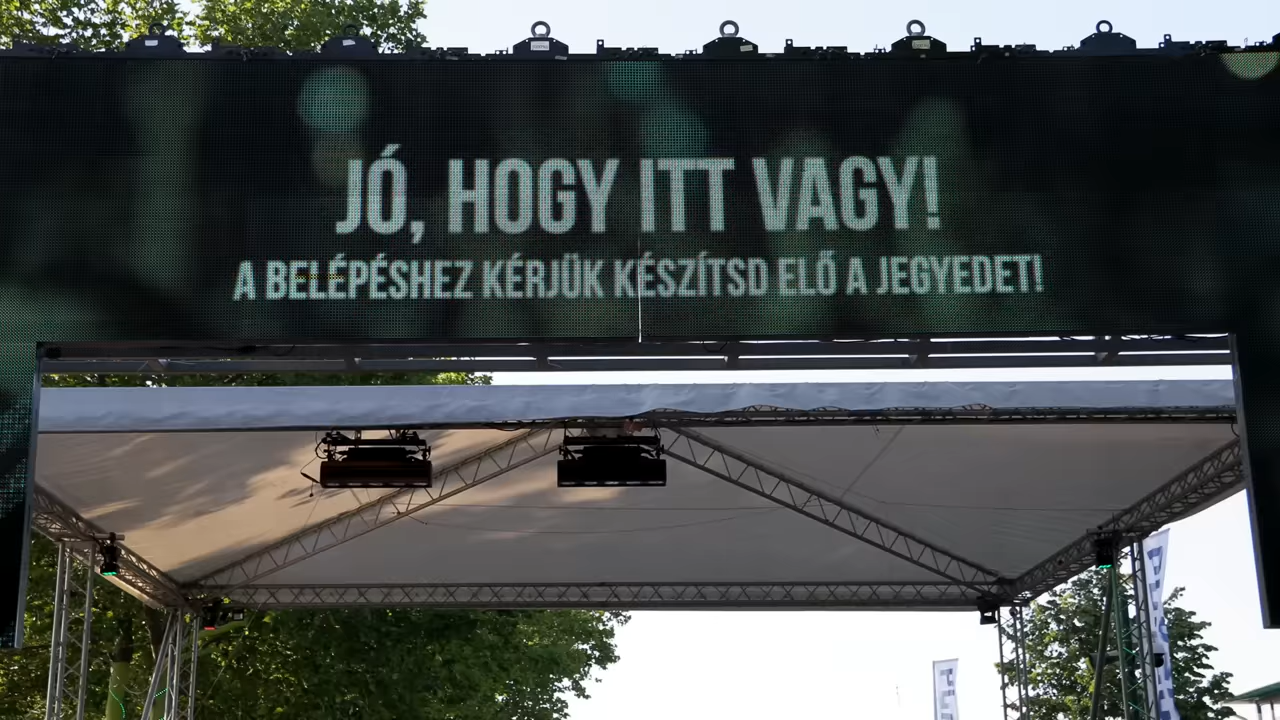 JÓ, HOGY ITT VAGY!
A BELÉPÉSHEZ KÉRJÜK KÉSZÍTSD ELŐ A JEGYEDET!